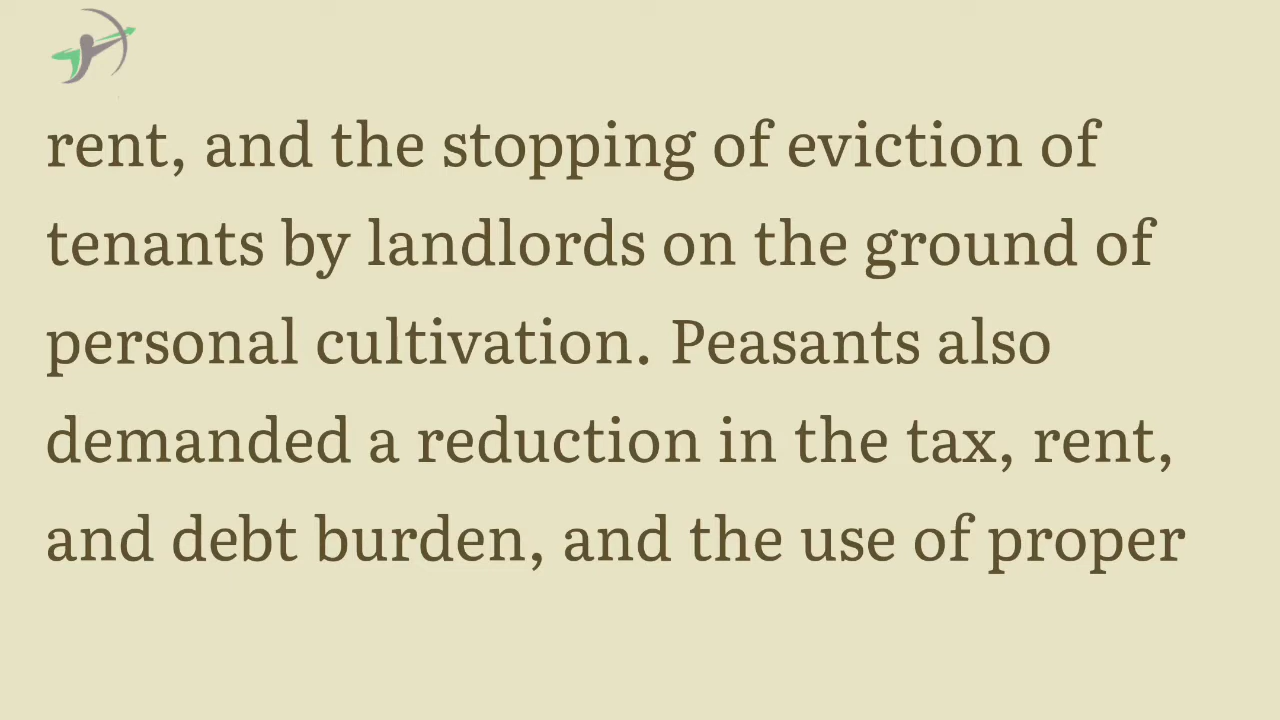 rent, and the stopping of eviction of
tenants by landlords on the ground of
personal cultivation. Peasants also
demanded a reduction in the tax, rent,
and debt burden, and the use of proper